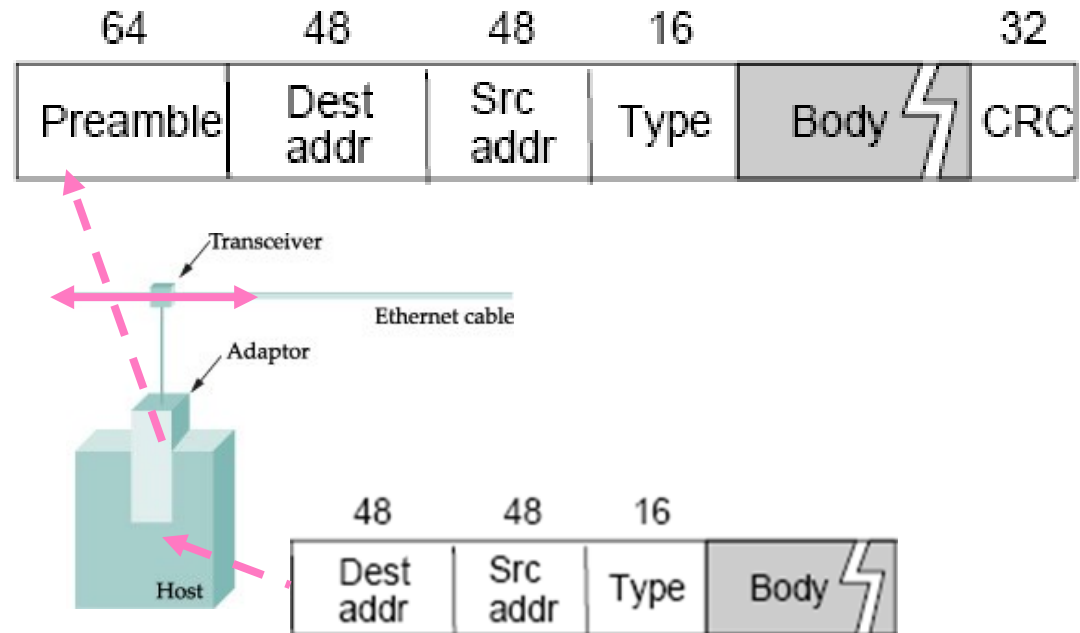 64 48 48 16 32
Preamble Dest addr Src addr Type Body CRC
Transceiver
Ethernet cable
Adaptor
Host
48 48 16
Dest addr Src addr Type Body